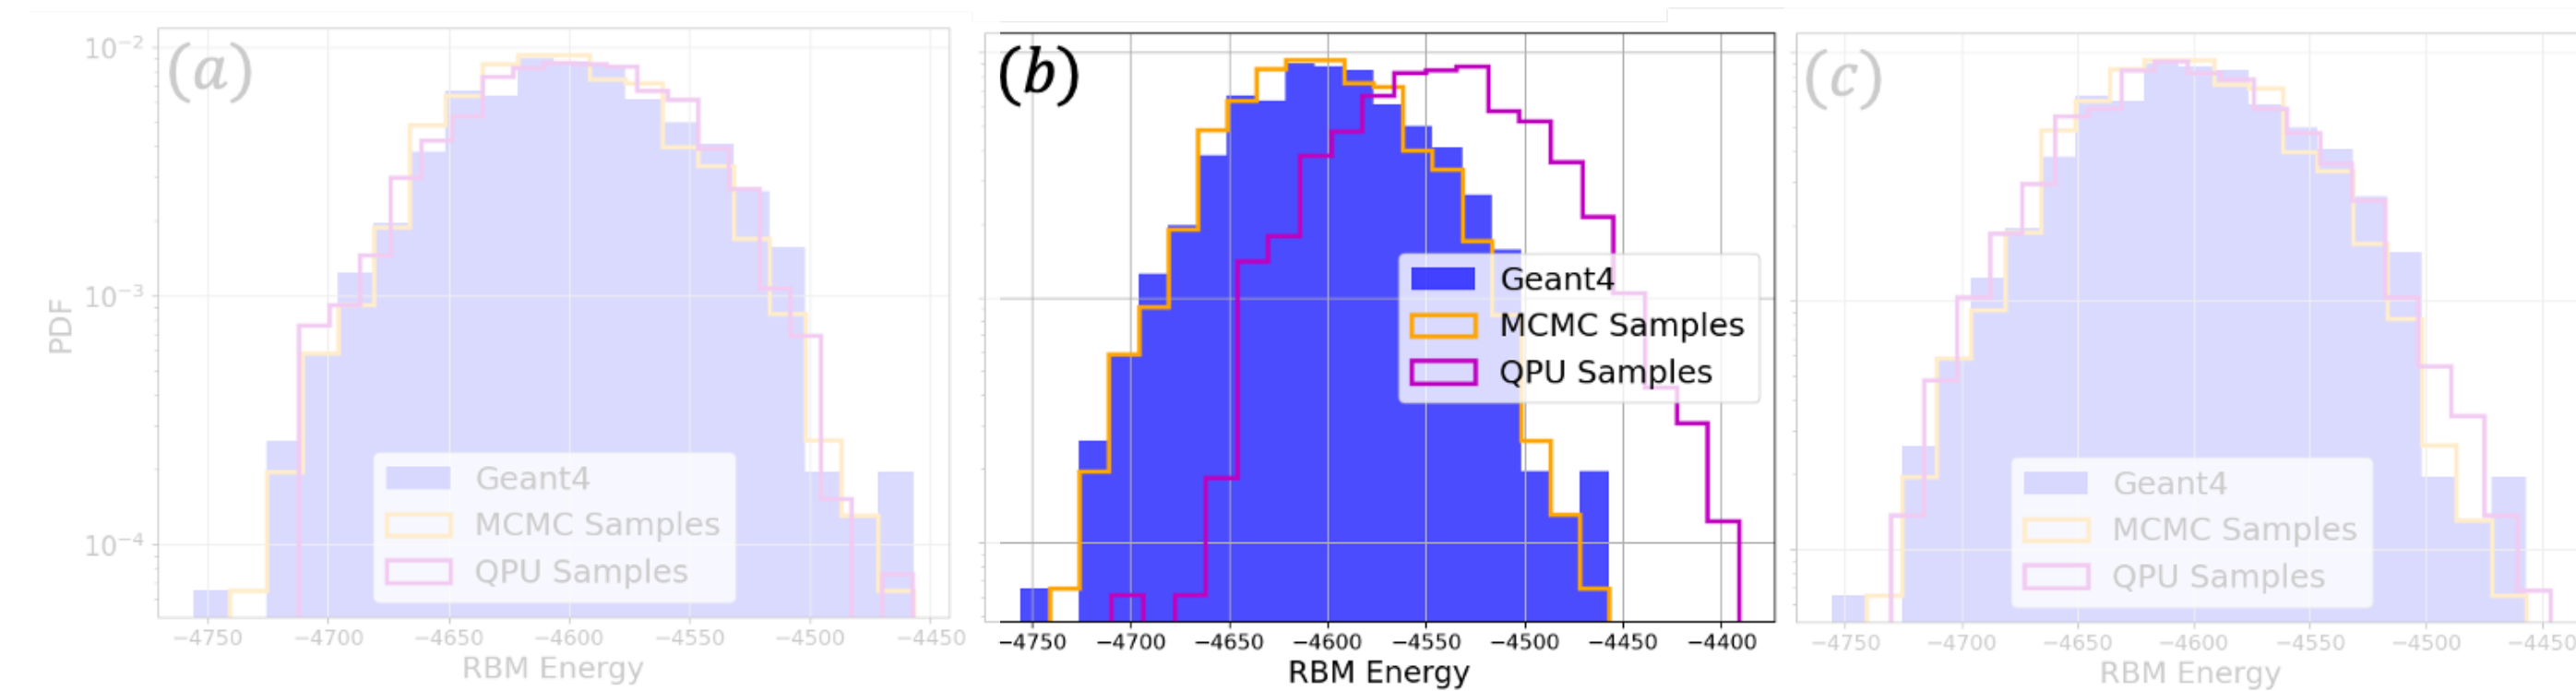 (a)
10⁻²
10⁻³
10⁻⁴
PDF
Geant4
MCMC Samples
QPU Samples
−4750 −4700 −4650 −4600 −4550 −4500 −4450
RBM Energy
(b)
Geant4
MCMC Samples
QPU Samples
−4750 −4700 −4650 −4600 −4550 −4500 −4450 −4400
RBM Energy
(c)
Geant4
MCMC Samples
QPU Samples
−4750 −4700 −4650 −4600 −4550 −4500 −4450
RBM Energy